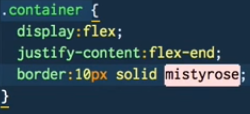 .container {
display:flex;
justify-content:flex-end;
border:10px solid mistyrose;
}